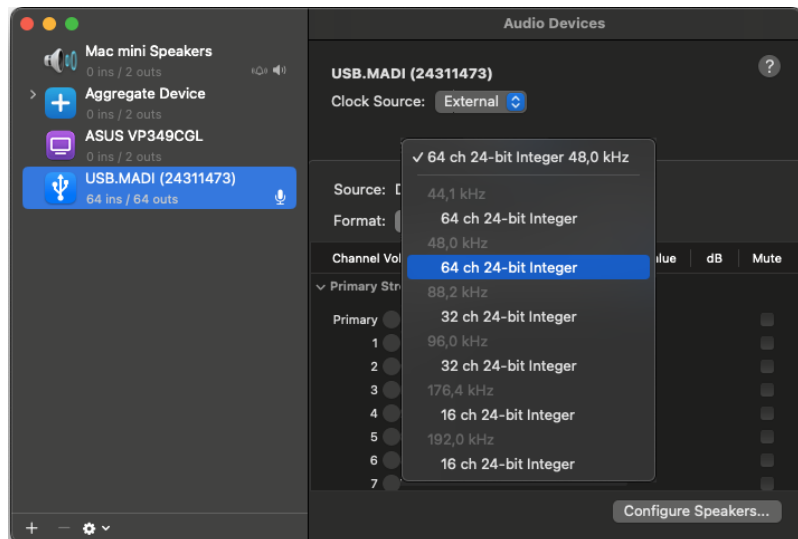 Audio Devices
Mac mini Speakers
0 ins / 2 outs
Aggregate Device
0 ins / 2 outs
ASUS VP349CGL
0 ins / 2 outs
USB.MADI (24311473)
64 ins / 64 outs
USB.MADI (24311473)
?
Clock Source: External
✓ 64 ch 24-bit Integer 48,0 kHz
44,1 kHz
64 ch 24-bit Integer
48,0 kHz
64 ch 24-bit Integer
88,2 kHz
32 ch 24-bit Integer
96,0 kHz
32 ch 24-bit Integer
176,4 kHz
16 ch 24-bit Integer
192,0 kHz
16 ch 24-bit Integer
Source:
Format:
Channel Vol dB Mute
Primary Str
Primary
1
2
3
4
5
6
7
Configure Speakers...